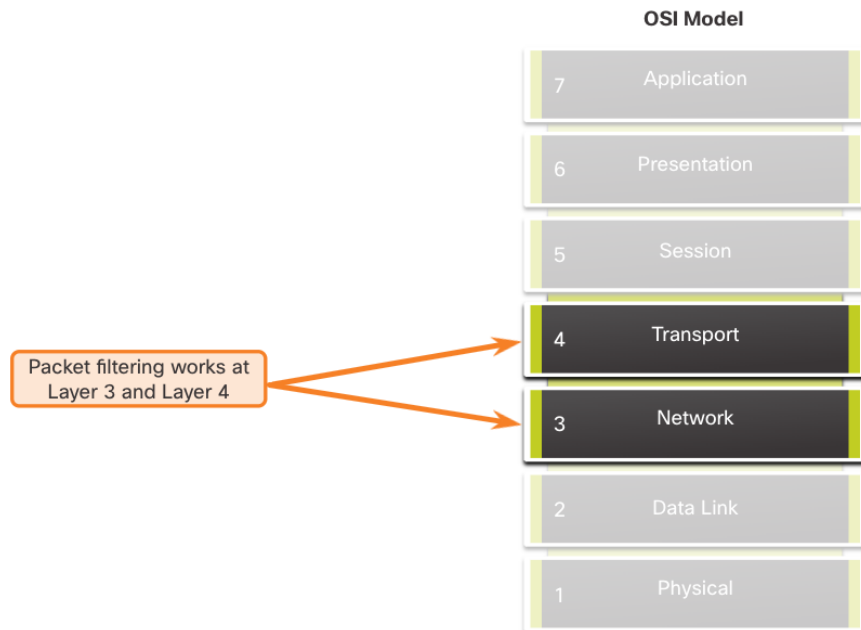 OSI Model
7 Application
6 Presentation
5 Session
4 Transport
Packet filtering works at
Layer 3 and Layer 4
3 Network
2 Data Link
1 Physical